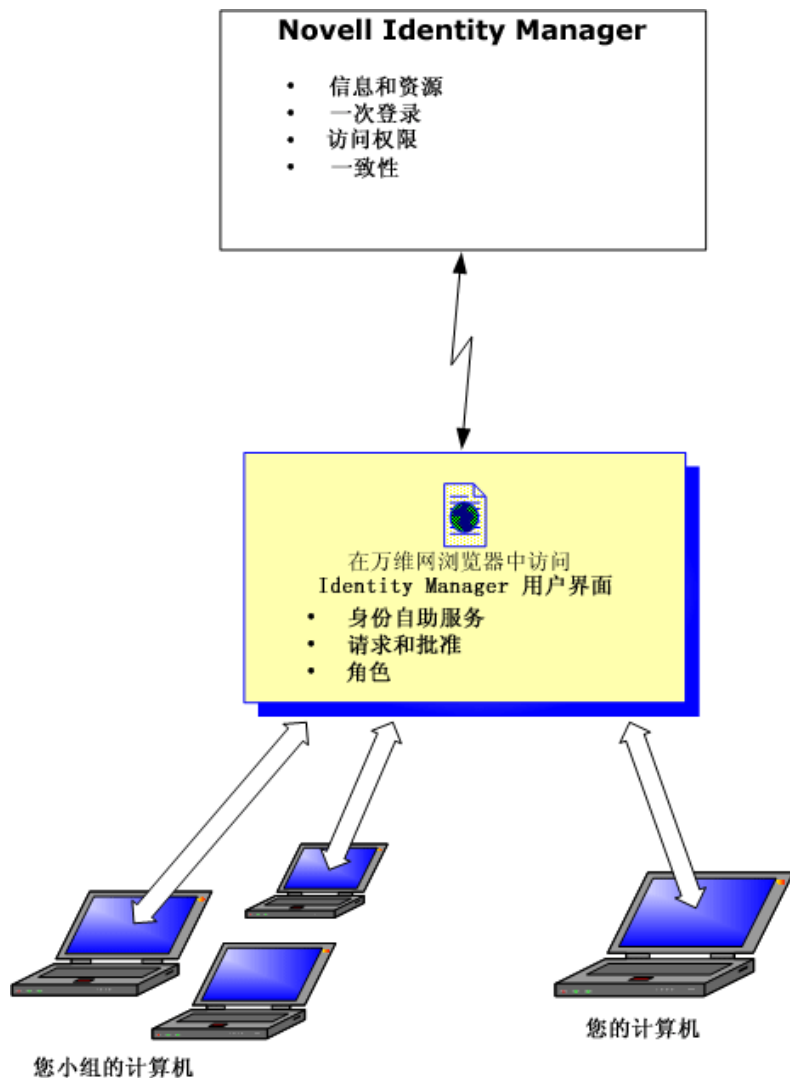 Novell Identity Manager
• 信息和资源
• 一次登录
• 访问权限
• 一致性
在万维网浏览器中访问
Identity Manager 用户界面
• 身份自助服务
• 请求和批准
• 角色
您的计算机
您小组的计算机